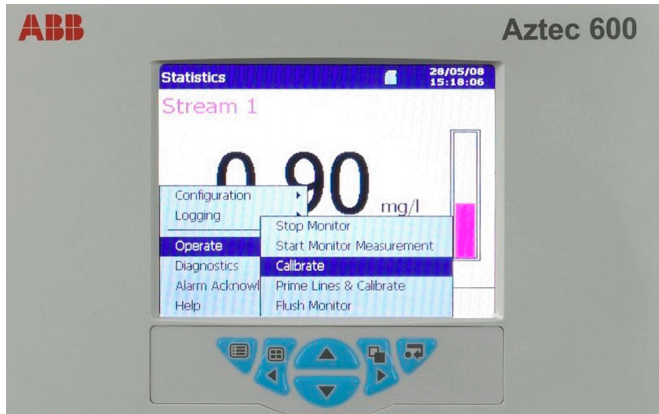 ABB
Aztec 600
Statistics
28/05/08
15:18:06
Stream 1
0.90
mg/l
Configuration
Logging
Operate
Diagnostics
Alarm Acknowl
Help
Stop Monitor
Start Monitor Measurement
Calibrate
Prime Lines & Calibrate
Flush Monitor